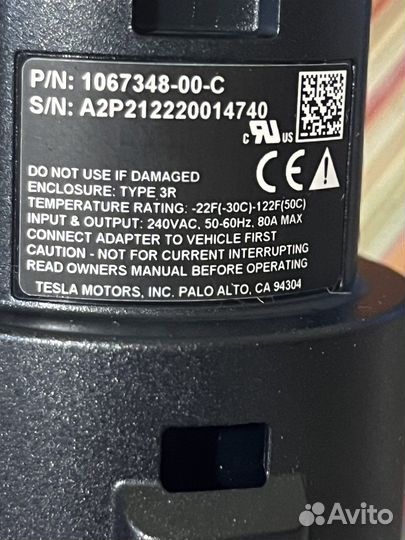 P/N: 1067348-00-C
S/N: A2P212220014740
c RU us
CE
DO NOT USE IF DAMAGED
ENCLOSURE: TYPE 3R
TEMPERATURE RATING: -22F(-30C)-122F(50C)
INPUT & OUTPUT: 240VAC, 50-60Hz, 80A MAX
CONNECT ADAPTER TO VEHICLE FIRST
CAUTION - NOT FOR CURRENT INTERRUPTING
READ OWNERS MANUAL BEFORE OPERATING
TESLA MOTORS, INC. PALO ALTO, CA 94304
Avito